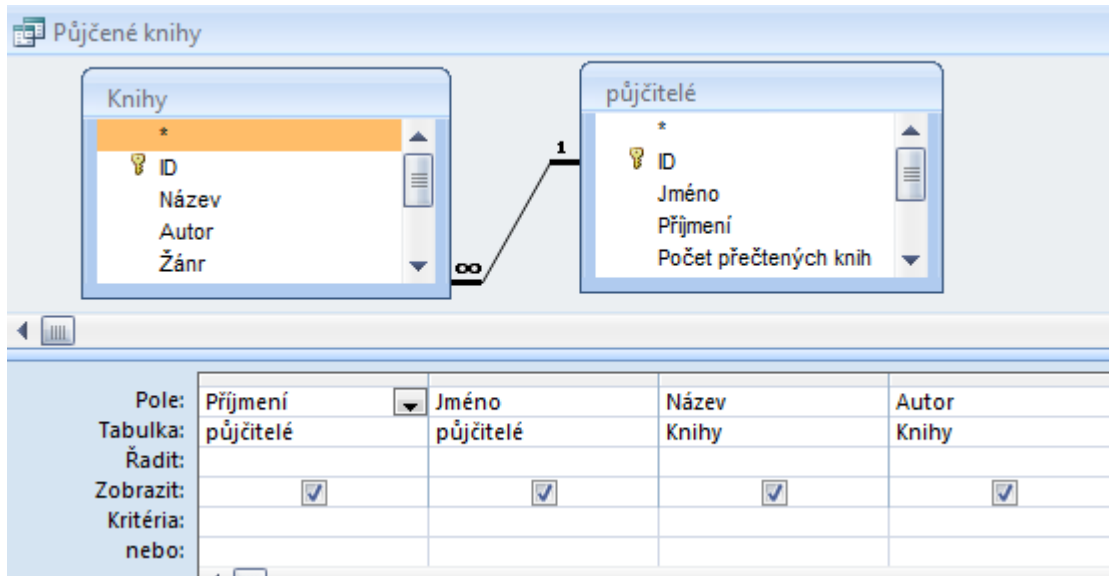 Půjčené knihy
Knihy
*
ID
Název
Autor
Žánr
∞
1
půjčitelé
*
ID
Jméno
Příjmení
Počet přečtených knih
Pole: Příjmení Jméno Název Autor
Tabulka: půjčitelé půjčitelé Knihy Knihy
Řadit:
Zobrazit:
Kritéria:
nebo: